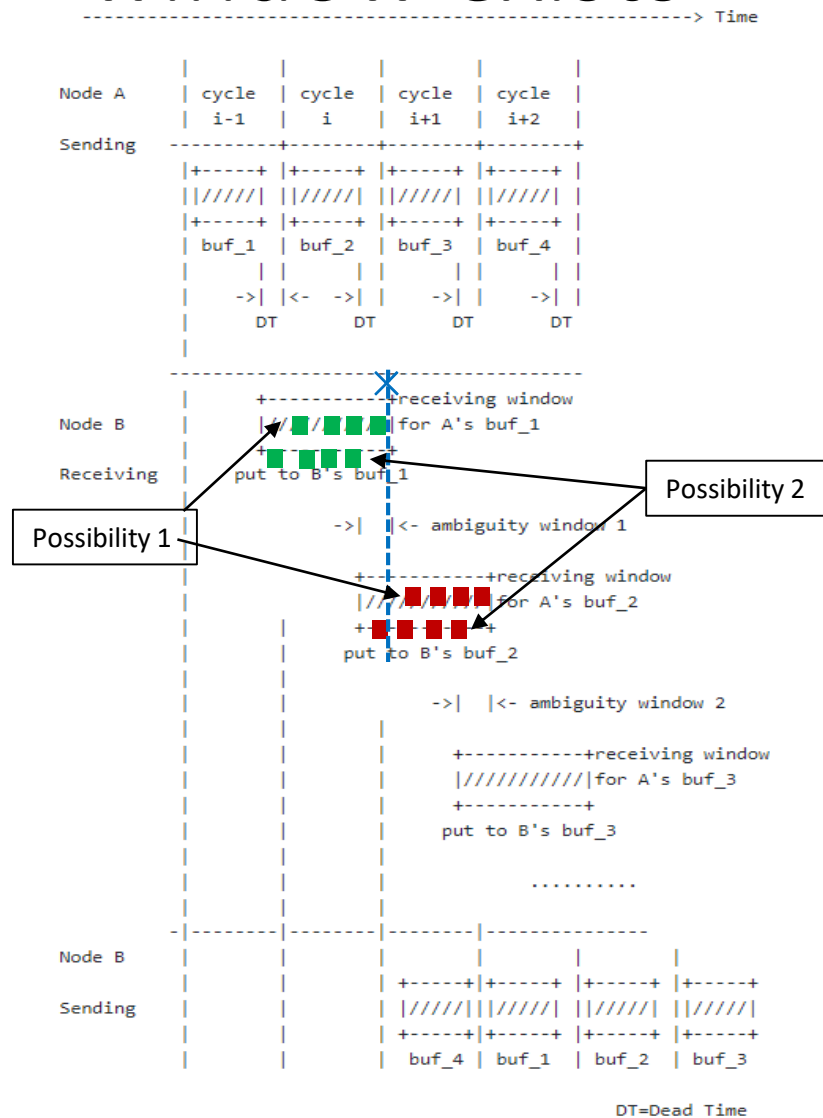 -------------------------------------------------------> Time
Node A | cycle | cycle | cycle | cycle |
| i-1 | i | i+1 | i+2 |
Sending -----------+--------+--------+--------+
|+-----+ |+-----+ |+-----+ |+-----+ |
||/////| ||/////| ||/////| ||/////| |
|+-----+ |+-----+ |+-----+ |+-----+ |
| buf_1 | buf_2 | buf_3 | buf_4 |
->| |<- ->| | ->| | ->| |
DT DT DT DT
+-----------+receiving window
Node B |///////////|for A's buf_1
Receiving | put to B's buf_1
Possibility 2
->| |<- ambiguity window 1
Possibility 1
+-----------+receiving window
|///////////|for A's buf_2
put to B's buf_2
->| |<- ambiguity window 2
+-----------+receiving window
|///////////|for A's buf_3
+-----------+
put to B's buf_3
..........
-|--------|--------|--------|---------------
Node B
| +-----+|+-----+ |+-----+ |+-----+
Sending | |/////|||/////| ||/////| ||/////|
| +-----+|+-----+ |+-----+ |+-----+
| buf_4 | buf_1 | buf_2 | buf_3
DT=Dead Time